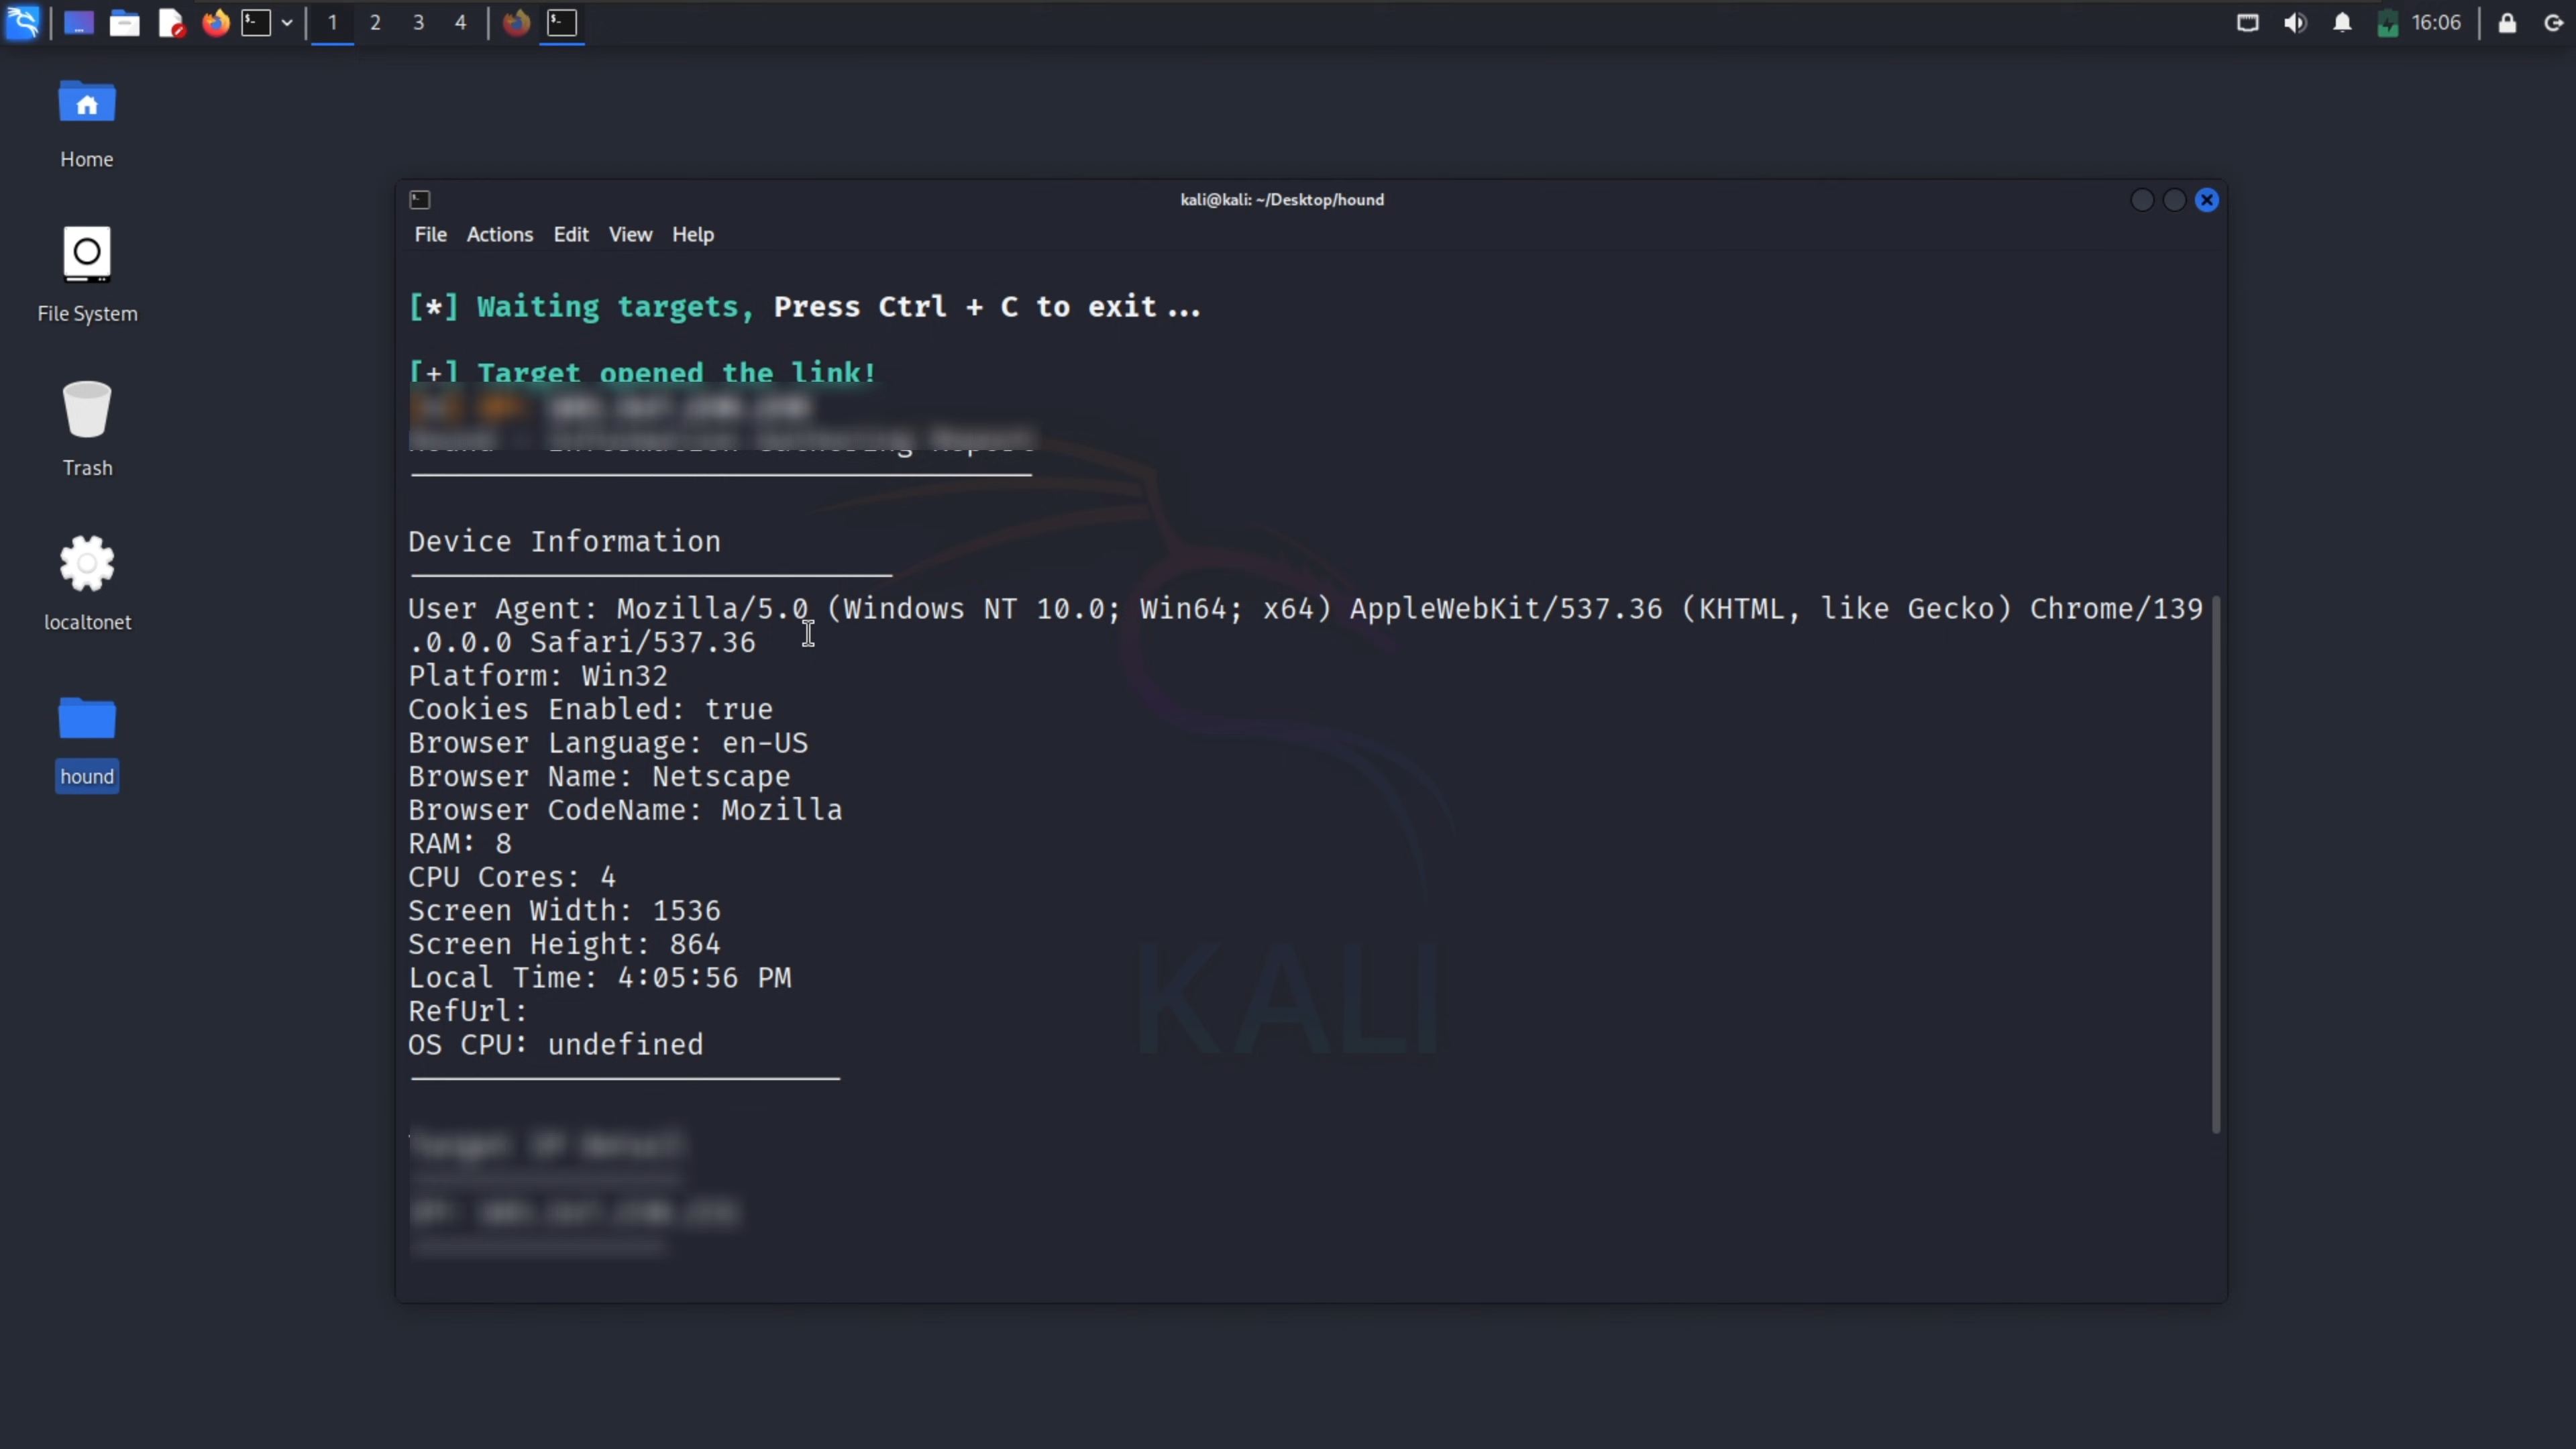 1 2 3 4
16:06
Home
File System
Trash
localtonet
hound
kali@kali: ~/Desktop/hound
File Actions Edit View Help
[*] Waiting targets, Press Ctrl + C to exit...
[+] Target opened the link!
Device Information
User Agent: Mozilla/5.0 (Windows NT 10.0; Win64; x64) AppleWebKit/537.36 (KHTML, like Gecko) Chrome/139
.0.0.0 Safari/537.36
Platform: Win32
Cookies Enabled: true
Browser Language: en-US
Browser Name: Netscape
Browser CodeName: Mozilla
RAM: 8
CPU Cores: 4
Screen Width: 1536
Screen Height: 864
Local Time: 4:05:56 PM
RefUrl:
OS CPU: undefined
KALI